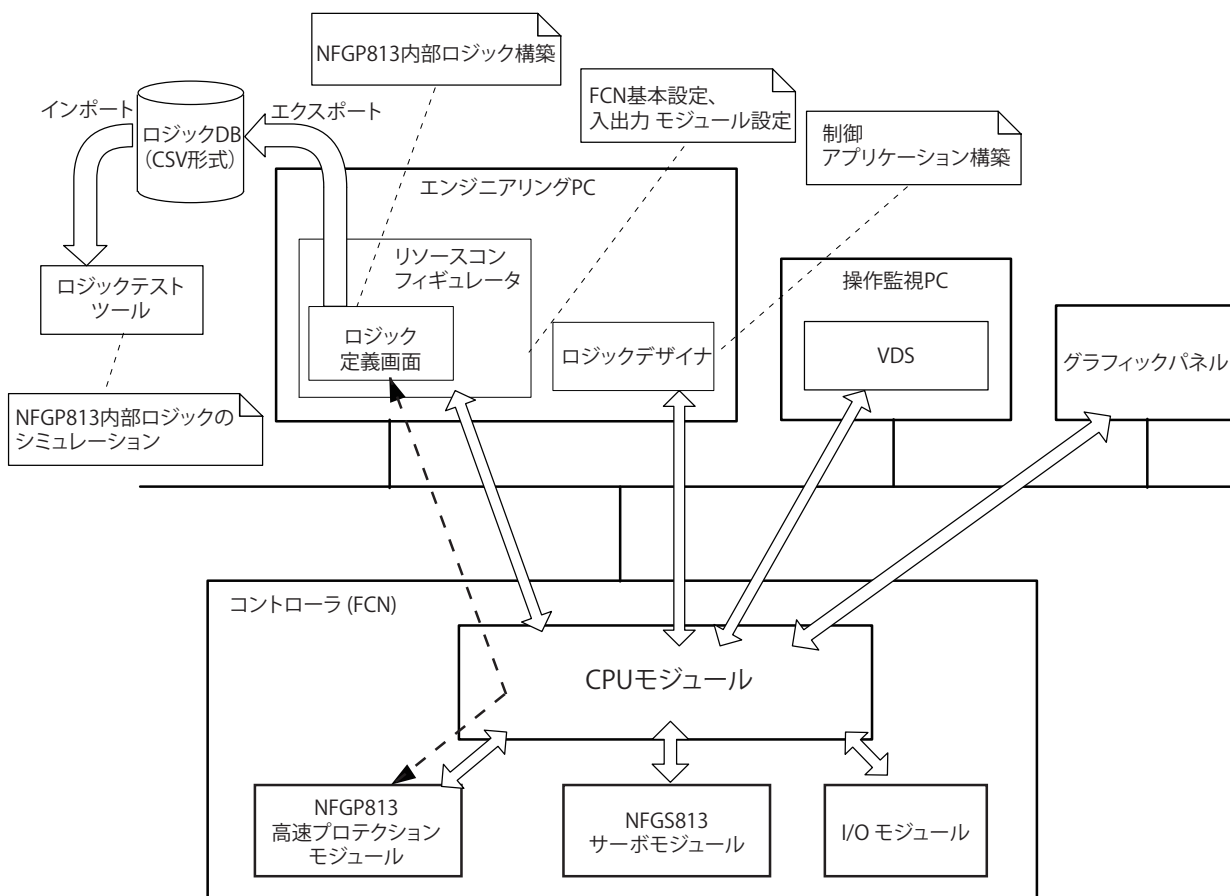 NFGP813内部ロジック構築
FCN基本設定、
入出力 モジュール設定
制御
アプリケーション構築
インポート
エクスポート
ロジックDB
（CSV形式）
エンジニアリングPC
リソースコン
フィギュレータ
ロジック
定義画面
ロジックデザイナ
ロジックテスト
ツール
NFGP813内部ロジックの
シミュレーション
操作監視PC
VDS
グラフィックパネル
コントローラ (FCN)
CPUモジュール
NFGP813
高速プロテクション
モジュール
NFGS813
サーボモジュール
I/O モジュール